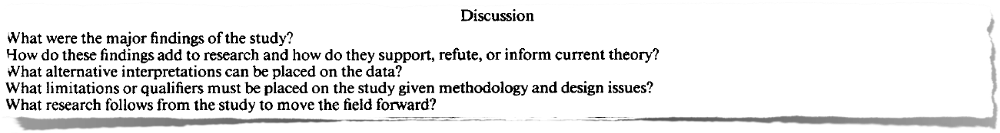 Discussion
What were the major findings of the study?
How do these findings add to research and how do they support, refute, or inform current theory?
What alternative interpretations can be placed on the data?
What limitations or qualifiers must be placed on the study given methodology and design issues?
What research follows from the study to move the field forward?